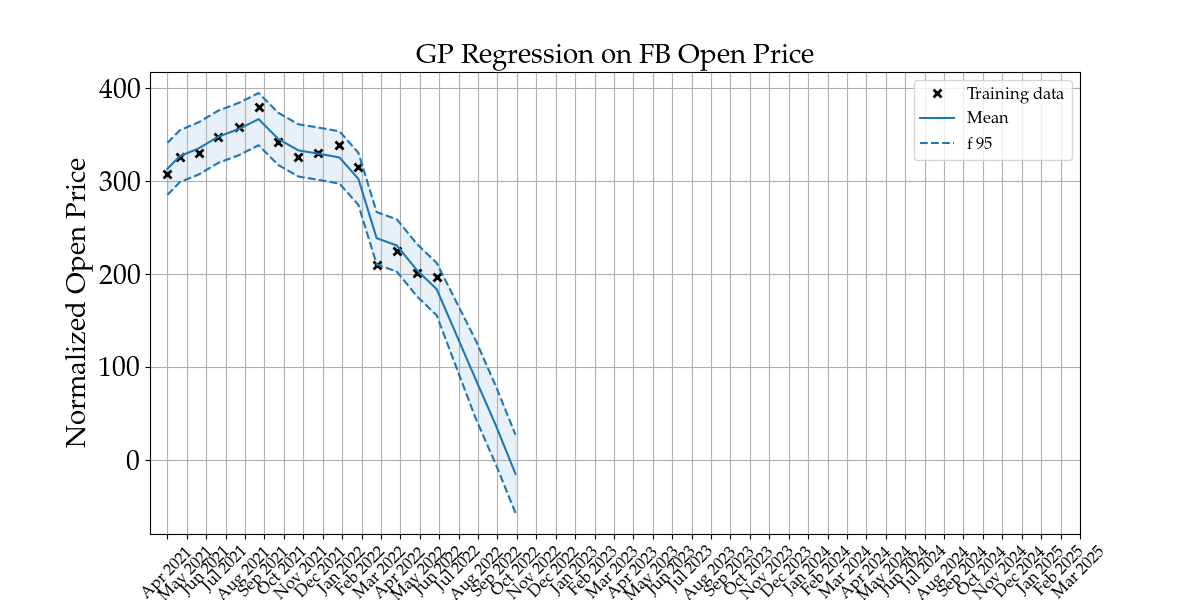 GP Regression on FB Open Price
Training data
Mean
f 95
Normalized Open Price
400
300
200
100
0
Apr 2021
May 2021
Jun 2021
Jul 2021
Aug 2021
Sep 2021
Oct 2021
Nov 2021
Dec 2021
Jan 2022
Feb 2022
Mar 2022
Apr 2022
May 2022
Jun 2022
Jul 2022
Aug 2022
Sep 2022
Oct 2022
Nov 2022
Dec 2022
Jan 2023
Feb 2023
Mar 2023
Apr 2023
May 2023
Jun 2023
Jul 2023
Aug 2023
Sep 2023
Oct 2023
Nov 2023
Dec 2023
Jan 2024
Feb 2024
Mar 2024
Apr 2024
May 2024
Jun 2024
Jul 2024
Aug 2024
Sep 2024
Oct 2024
Nov 2024
Dec 2024
Jan 2025
Feb 2025
Mar 2025